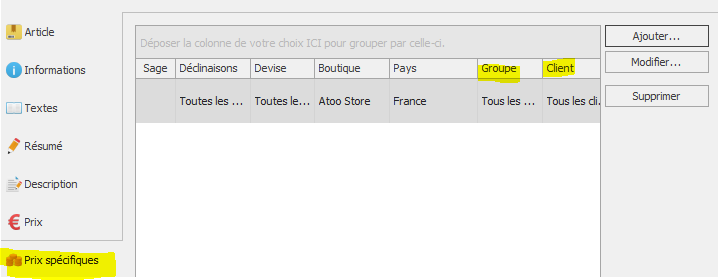 Article
Informations
Textes
Résumé
Description
Prix
Prix spécifiques
Déposer la colonne de votre choix ICI pour grouper par celle-ci.
Sage Déclinaisons Devise Boutique Pays Groupe Client
Toutes les ... Toutes le... Atoo Store France Tous les ... Tous les cli...
Ajouter...
Modifier...
Supprimer